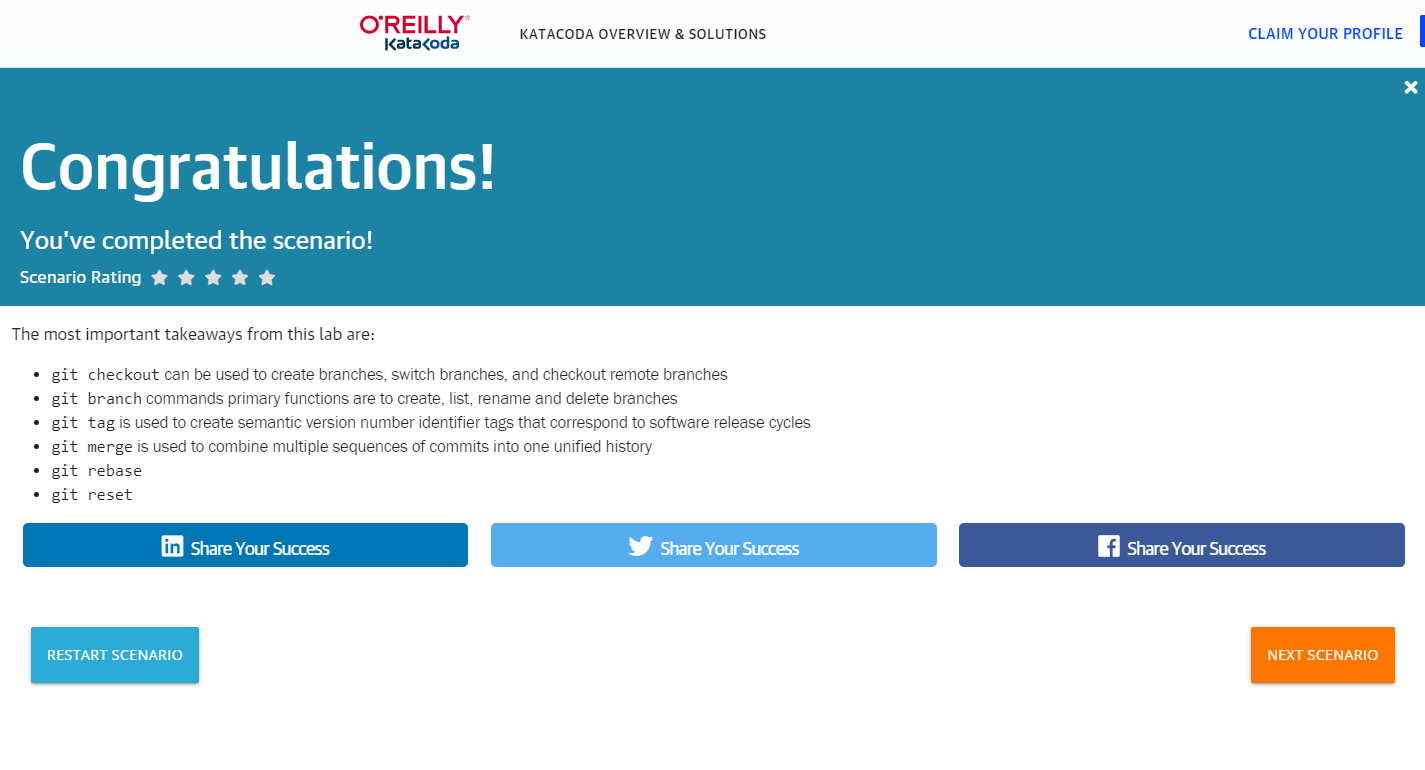 O'REILLY®
Katacoda
KATACODA OVERVIEW & SOLUTIONS
CLAIM YOUR PROFILE
Congratulations!
You've completed the scenario!
Scenario Rating
The most important takeaways from this lab are:
• git checkout can be used to create branches, switch branches, and checkout remote branches
• git branch commands primary functions are to create, list, rename and delete branches
• git tag is used to create semantic version number identifier tags that correspond to software release cycles
• git merge is used to combine multiple sequences of commits into one unified history
• git rebase
• git reset
Share Your Success
Share Your Success
Share Your Success
RESTART SCENARIO
NEXT SCENARIO